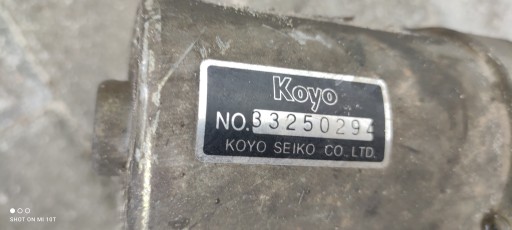 Koyo
NO. 33250294
KOYO SEIKO CO., LTD.
SHOT ON MI 10T